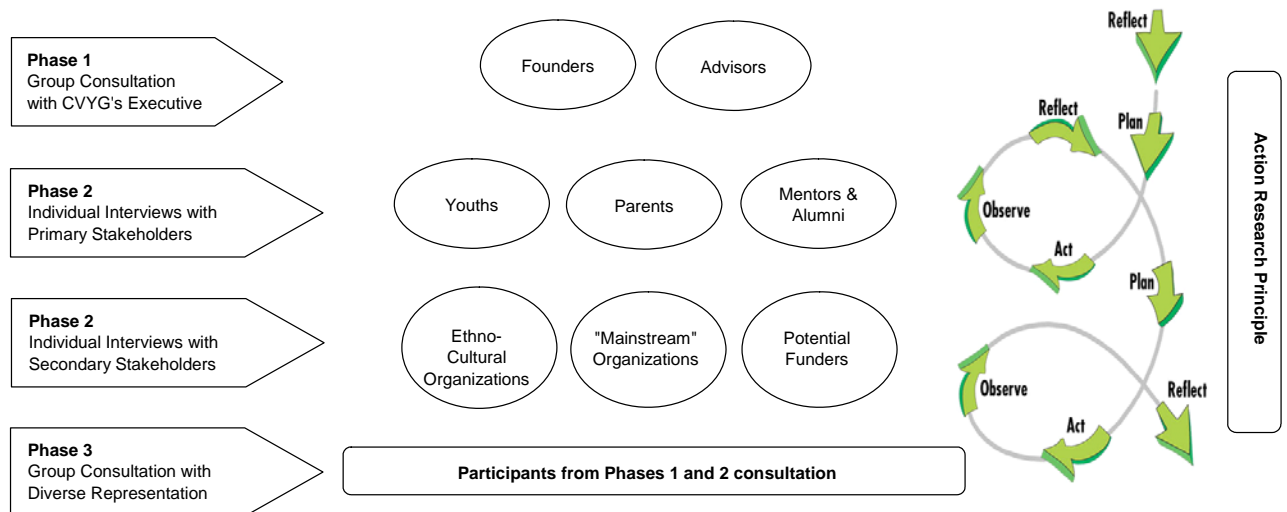 Phase 1
Group Consultation
with CVYG's Executive
Founders
Advisors
Phase 2
Individual Interviews with
Primary Stakeholders
Youths
Parents
Mentors &
Alumni
Phase 2
Individual Interviews with
Secondary Stakeholders
Ethno-
Cultural
Organizations
"Mainstream"
Organizations
Potential
Funders
Phase 3
Group Consultation with
Diverse Representation
Participants from Phases 1 and 2 consultation
Reflect
Plan
Reflect
Observe
Act
Plan
Observe
Act
Reflect
Action Research Principle